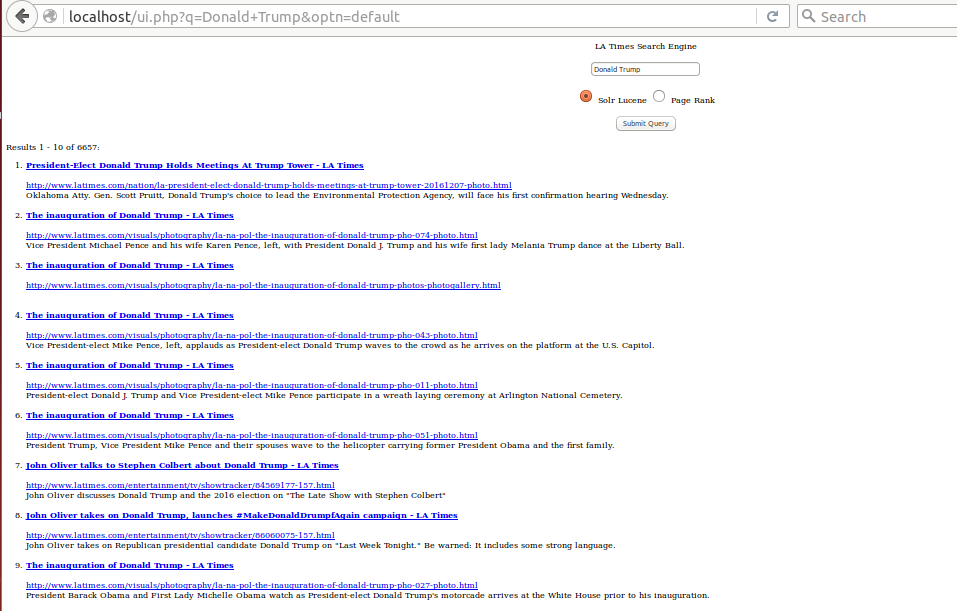 localhost/ui.php?q=Donald+Trump&optn=default
Search
LA Times Search Engine
Donald Trump
Solr Lucene Page Rank
Submit Query
Results 1 - 10 of 6657:
1. President-Elect Donald Trump Holds Meetings At Trump Tower - LA Times
http://www.latimes.com/nation/la-president-elect-donald-trump-holds-meetings-at-trump-tower-20161207-photo.html
Oklahoma Atty. Gen. Scott Pruitt, Donald Trump's choice to lead the Environmental Protection Agency, will face his first confirmation hearing Wednesday.
2. The inauguration of Donald Trump - LA Times
http://www.latimes.com/visuals/photography/la-na-pol-the-inauguration-of-donald-trump-pho-074-photo.html
Vice President Michael Pence and his wife Karen Pence, left, with President Donald J. Trump and his wife first lady Melania Trump dance at the Liberty Ball.
3. The inauguration of Donald Trump - LA Times
http://www.latimes.com/visuals/photography/la-na-pol-the-inauguration-of-donald-trump-photos-photogallery.html
4. The inauguration of Donald Trump - LA Times
http://www.latimes.com/visuals/photography/la-na-pol-the-inauguration-of-donald-trump-pho-043-photo.html
Vice President-elect Mike Pence, left, applauds as President-elect Donald Trump waves to the crowd as he arrives on the platform at the U.S. Capitol.
5. The inauguration of Donald Trump - LA Times
http://www.latimes.com/visuals/photography/la-na-pol-the-inauguration-of-donald-trump-pho-011-photo.html
President-elect Donald J. Trump and Vice President-elect Mike Pence participate in a wreath laying ceremony at Arlington National Cemetery.
6. The inauguration of Donald Trump - LA Times
http://www.latimes.com/visuals/photography/la-na-pol-the-inauguration-of-donald-trump-pho-051-photo.html
President Trump, Vice President Mike Pence and their spouses wave to the helicopter carrying former President Obama and the first family.
7. John Oliver talks to Stephen Colbert about Donald Trump - LA Times
http://www.latimes.com/entertainment/tv/showtracker/84569177-157.html
John Oliver discusses Donald Trump and the 2016 election on "The Late Show with Stephen Colbert"
8. John Oliver takes on Donald Trump, launches #MakeDonaldDrumpfAgain campaign - LA Times
http://www.latimes.com/entertainment/tv/showtracker/86060075-157.html
John Oliver takes on Republican presidential candidate Donald Trump on "Last Week Tonight." Be warned: It includes some strong language.
9. The inauguration of Donald Trump - LA Times
http://www.latimes.com/visuals/photography/la-na-pol-the-inauguration-of-donald-trump-pho-027-photo.html
President Barack Obama and First Lady Michelle Obama watch as President-elect Donald Trump's motorcade arrives at the White House prior to his inauguration.